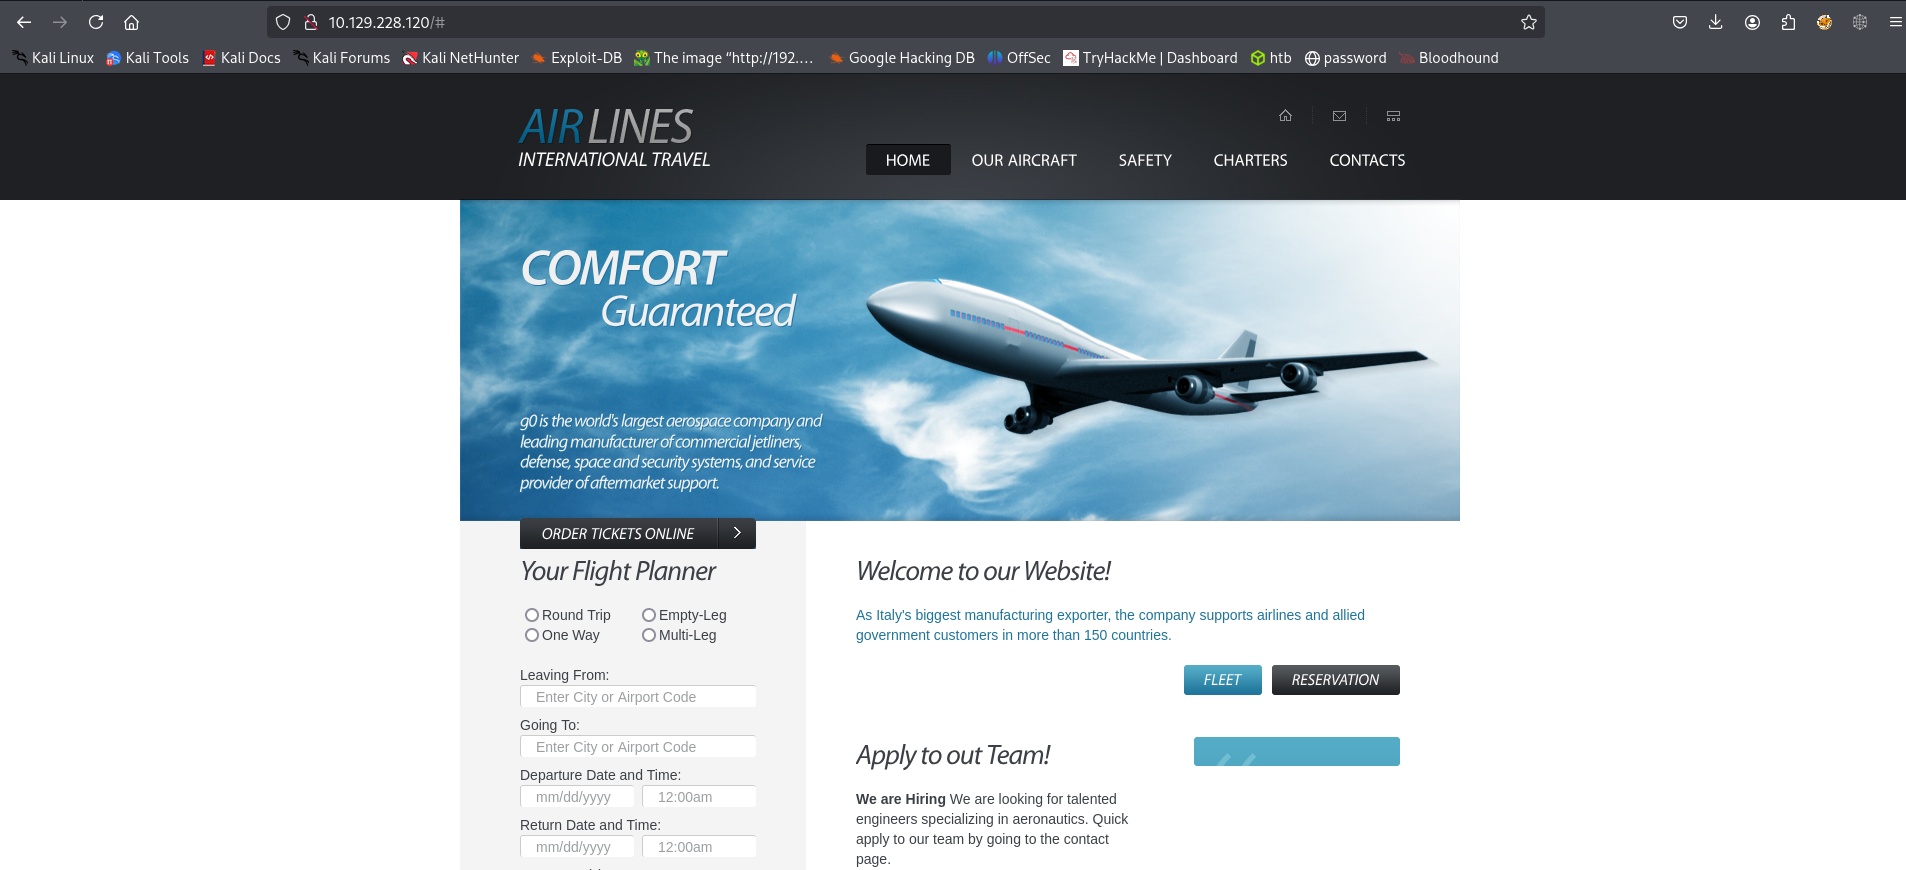 10.129.228.120/#
Kali Linux Kali Tools Kali Docs Kali Forums Kali NetHunter Exploit-DB The image “http://192.… Google Hacking DB OffSec TryHackMe | Dashboard htb password Bloodhound
AIRLINES
INTERNATIONAL TRAVEL
HOME OUR AIRCRAFT SAFETY CHARTERS CONTACTS
COMFORT
Guaranteed
g0 is the world's largest aerospace company and
leading manufacturer of commercial jetliners,
defense, space and security systems, and service
provider of aftermarket support.
ORDER TICKETS ONLINE
Your Flight Planner
Round Trip Empty-Leg
One Way Multi-Leg
Leaving From:
Enter City or Airport Code
Going To:
Enter City or Airport Code
Departure Date and Time:
mm/dd/yyyy 12:00am
Return Date and Time:
mm/dd/yyyy 12:00am
Welcome to our Website!
As Italy's biggest manufacturing exporter, the company supports airlines and allied
government customers in more than 150 countries.
FLEET RESERVATION
Apply to out Team!
We are Hiring We are looking for talented
engineers specializing in aeronautics. Quick
apply to our team by going to the contact
page.